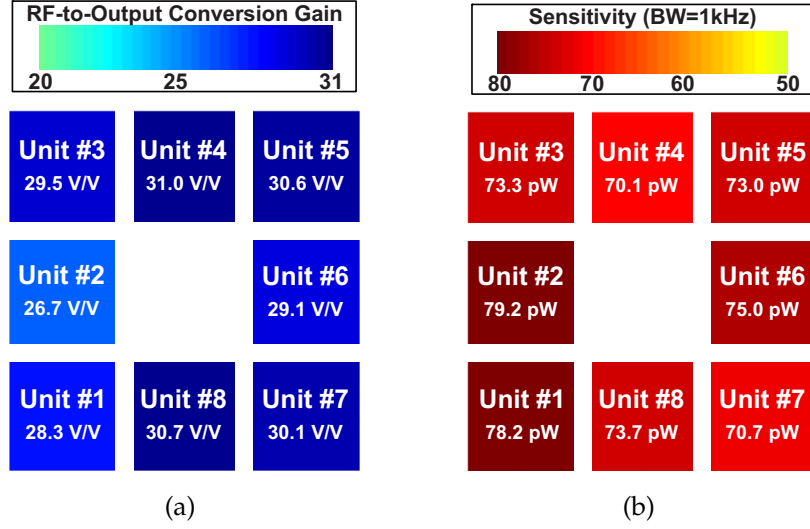 RF-to-Output Conversion Gain
20 25 31
Unit #3 Unit #4 Unit #5
29.5 V/V 31.0 V/V 30.6 V/V
Unit #2 Unit #6
26.7 V/V 29.1 V/V
Unit #1 Unit #8 Unit #7
28.3 V/V 30.7 V/V 30.1 V/V
(a)
Sensitivity (BW=1kHz)
80 70 60 50
Unit #3 Unit #4 Unit #5
73.3 pW 70.1 pW 73.0 pW
Unit #2 Unit #6
79.2 pW 75.0 pW
Unit #1 Unit #8 Unit #7
78.2 pW 73.7 pW 70.7 pW
(b)